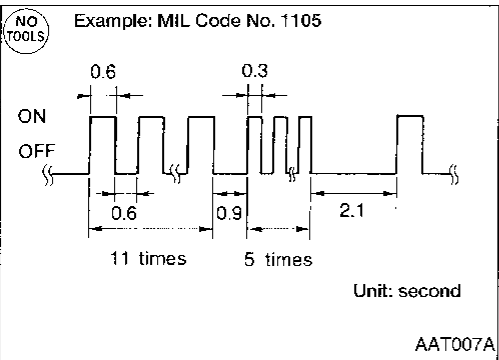 NO TOOLS
Example: MIL Code No. 1105
0.6
0.3
ON
OFF
0.6
0.9
2.1
11 times
5 times
Unit: second
AAT007A